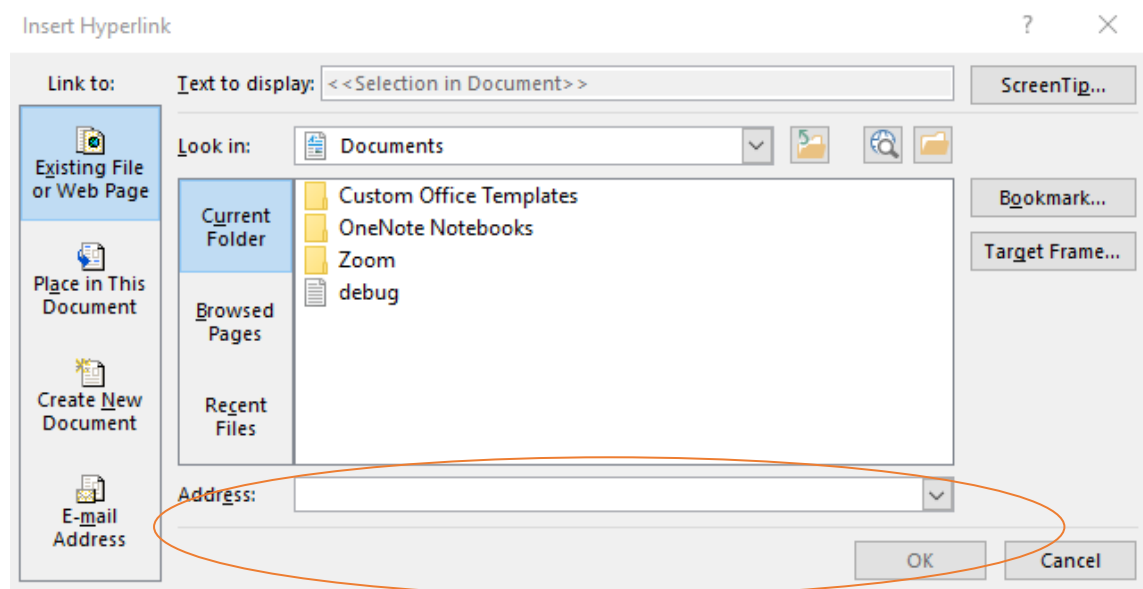 Insert Hyperlink
?
Link to:
Text to display:
<<Selection in Document>>
ScreenTip...
Existing File
or Web Page
Look in:
Documents
Current
Folder
Custom Office Templates
OneNote Notebooks
Zoom
debug
Bookmark...
Target Frame...
Place in This
Document
Browsed
Pages
Create New
Document
Recent
Files
E-mail
Address
Address:
OK
Cancel